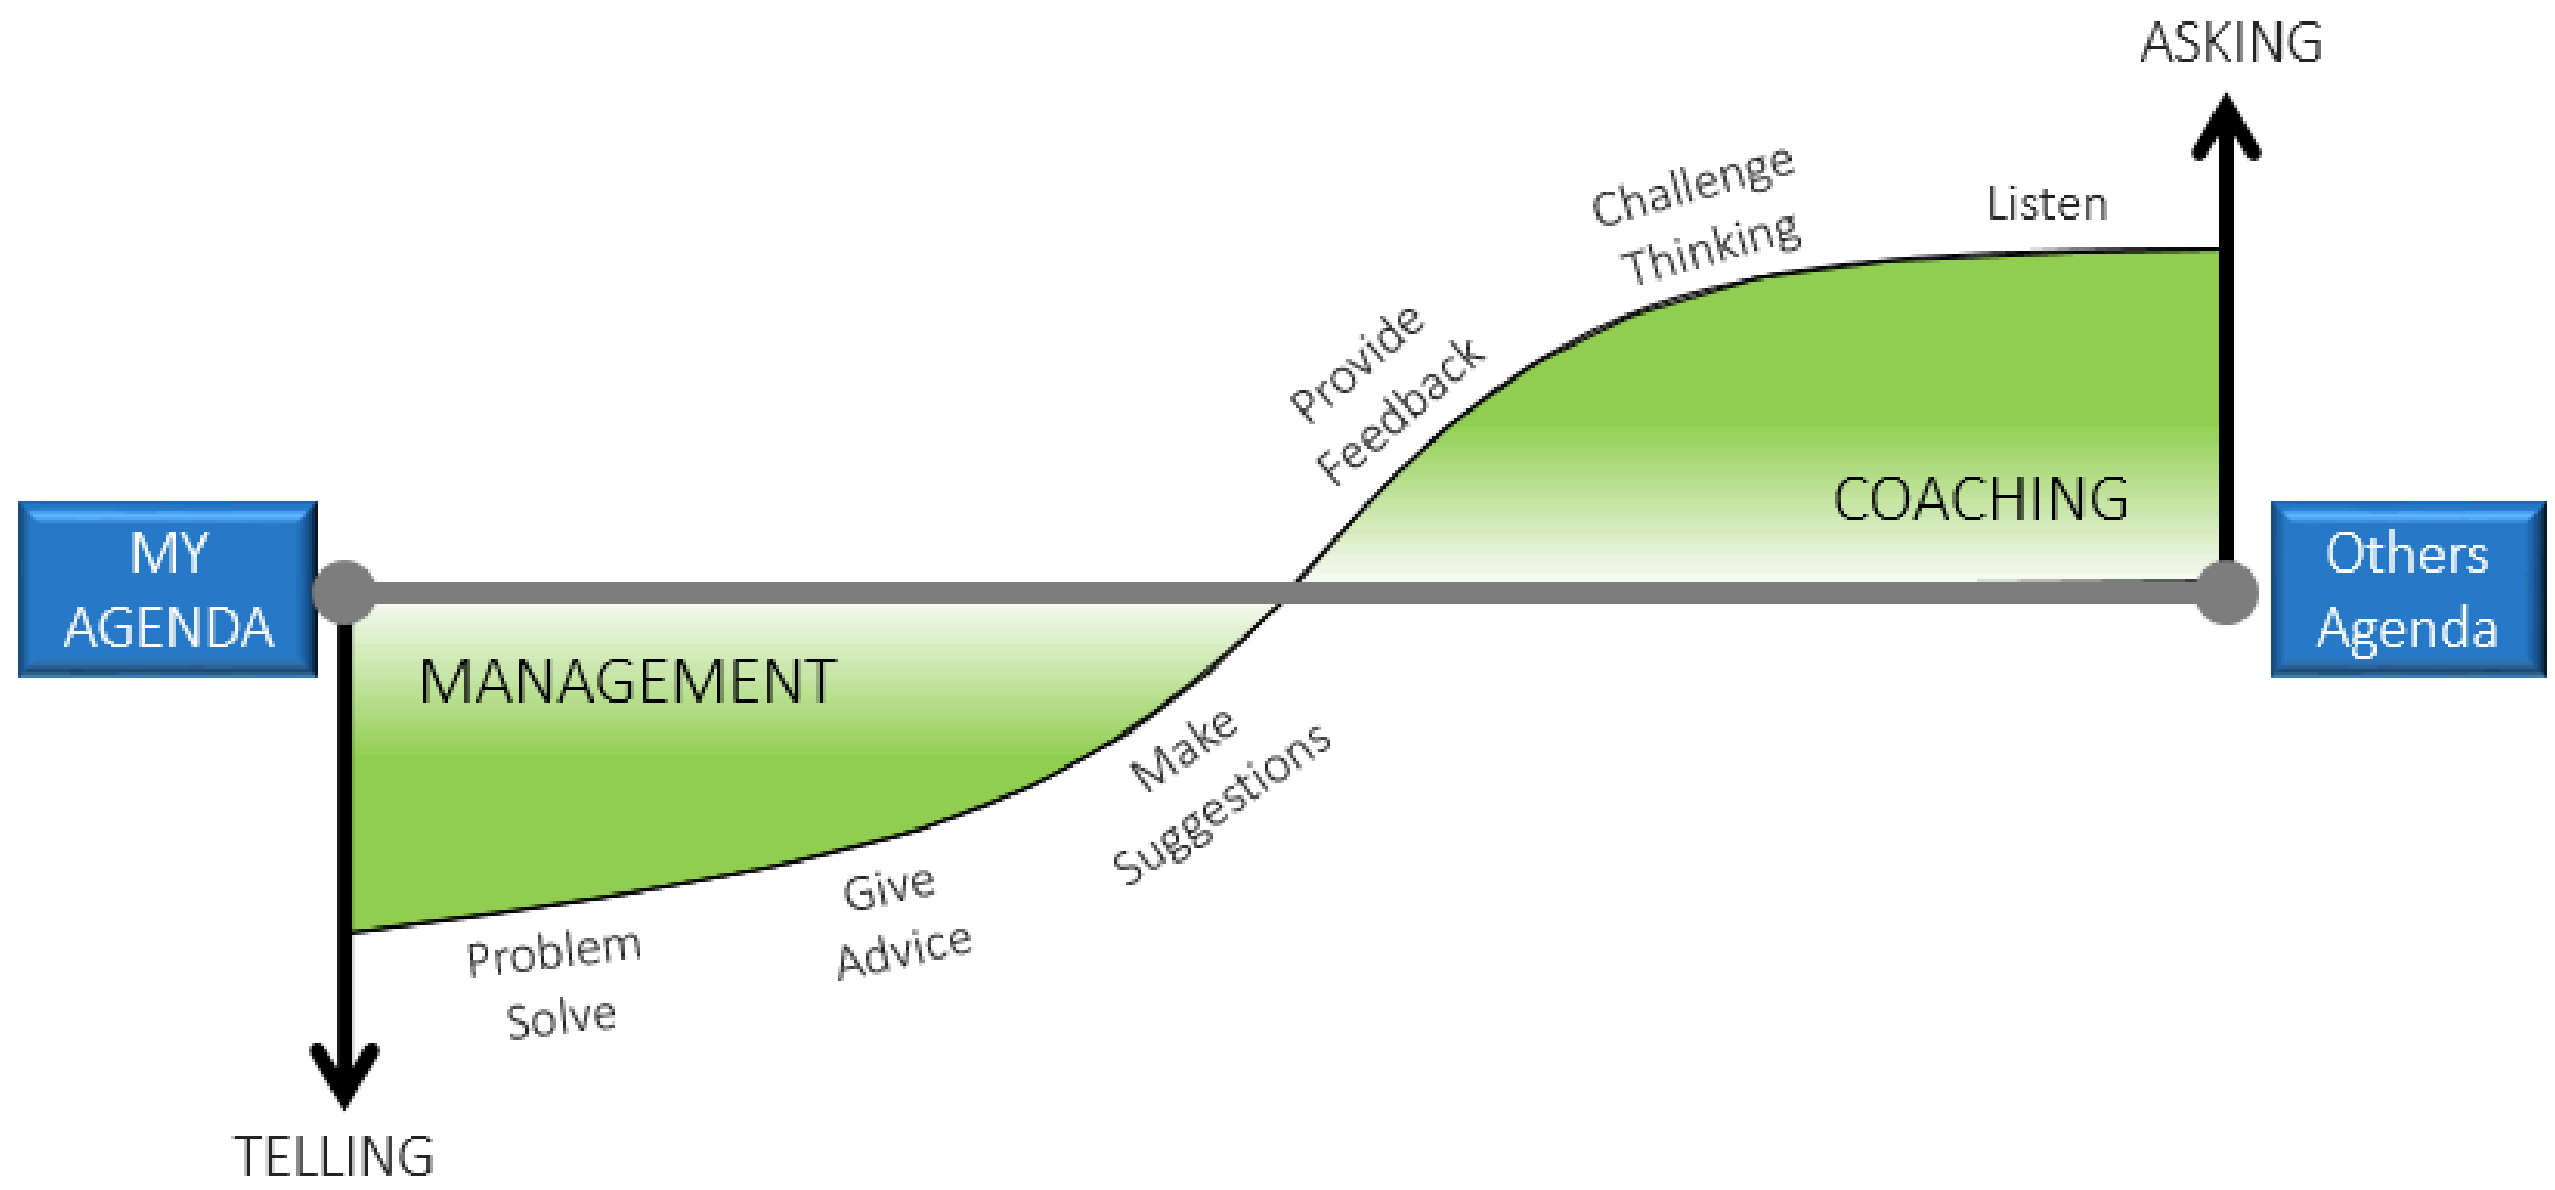 ASKING
Challenge
Thinking
Listen
Provide
Feedback
COACHING
MY
AGENDA
Others
Agenda
MANAGEMENT
Make
Suggestions
Give
Advice
Problem
Solve
TELLING